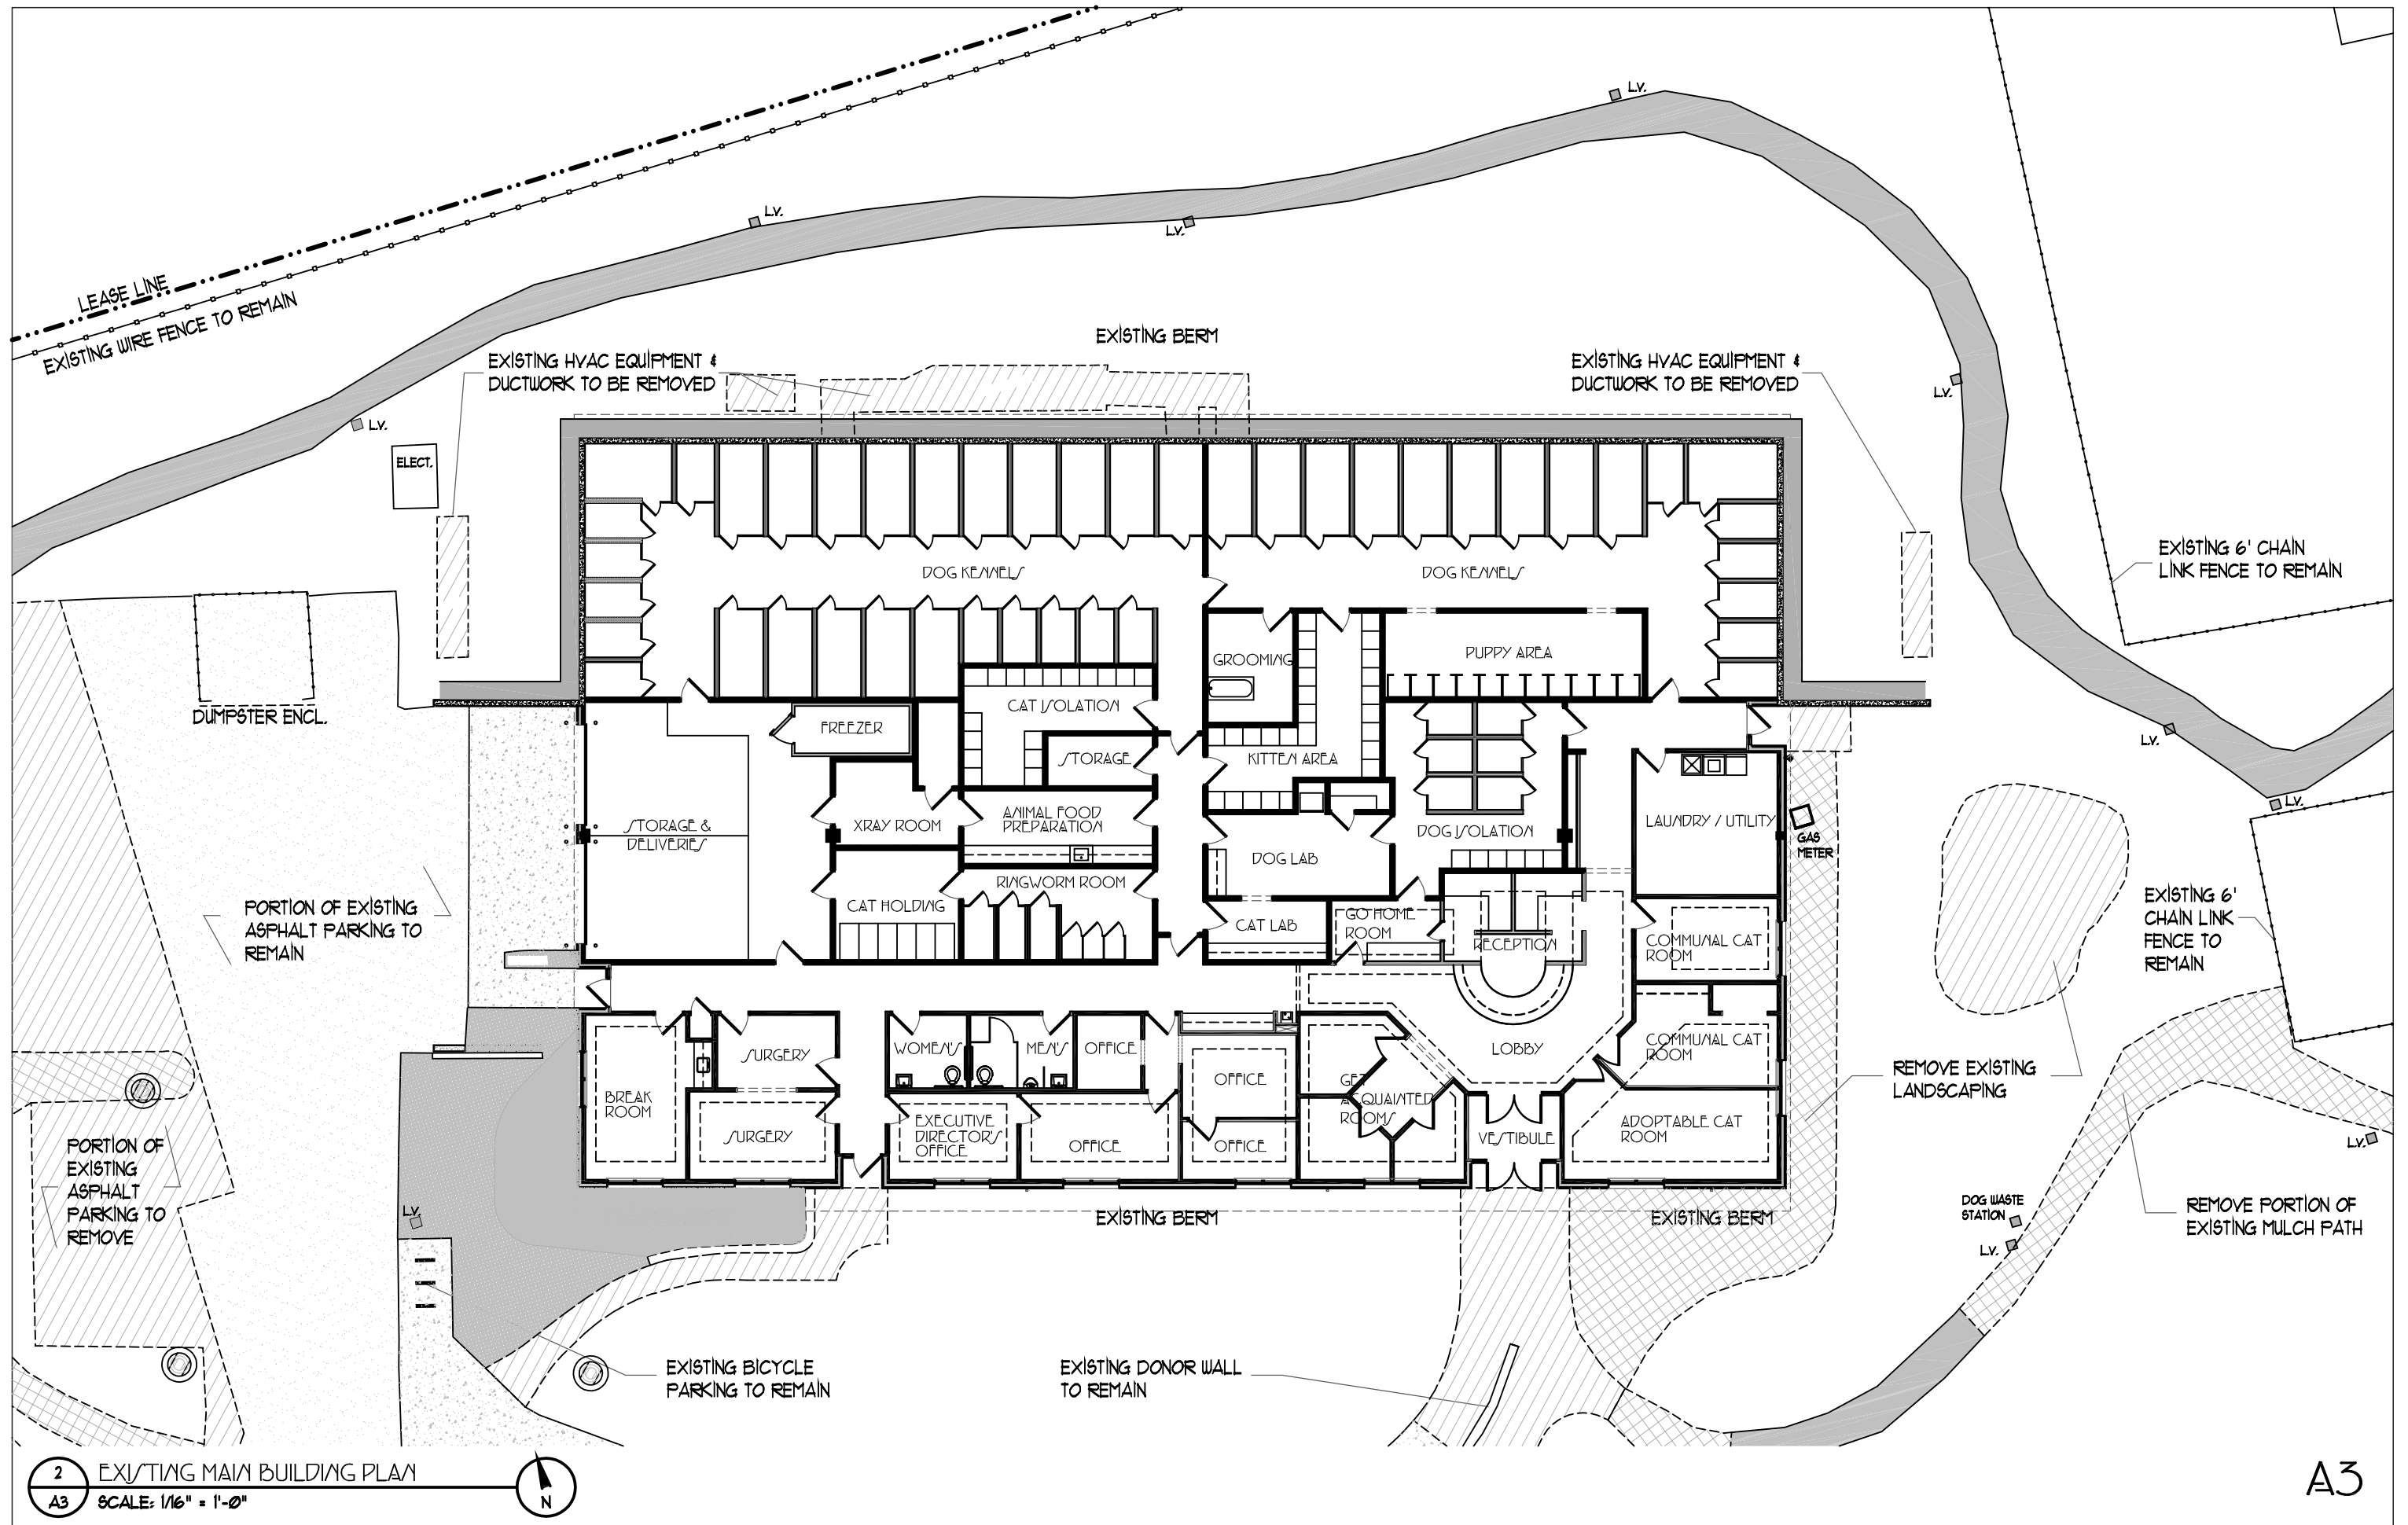 L.V.
L.V.
L.V.
LEASE LINE
EXISTING WIRE FENCE TO REMAIN
EXISTING BERM
EXISTING HVAC EQUIPMENT &
DUCTWORK TO BE REMOVED
EXISTING HVAC EQUIPMENT &
DUCTWORK TO BE REMOVED
L.V.
L.V.
ELECT.
EXISTING 6' CHAIN
LINK FENCE TO REMAIN
DOG KENNELS
DOG KENNELS
GROOMING
PUPPY AREA
CAT ISOLATION
DUMPSTER ENCL.
FREEZER
STORAGE
KITTEN AREA
L.V.
L.V.
STORAGE &
DELIVERIES
XRAY ROOM
ANIMAL FOOD
PREPARATION
DOG ISOLATION
LAUNDRY / UTILITY
GAS
METER
DOG LAB
RINGWORM ROOM
CAT HOLDING
PORTION OF EXISTING
ASPHALT PARKING TO
REMAIN
CAT LAB
GO HOME
ROOM
RECEPTION
COMMUNAL CAT
ROOM
EXISTING 6'
CHAIN LINK
FENCE TO
REMAIN
BREAK
ROOM
SURGERY
WOMEN'S
MEN'S
OFFICE
OFFICE
LOBBY
COMMUNAL CAT
ROOM
GET
ACQUAINTED
ROOMS
REMOVE EXISTING
LANDSCAPING
SURGERY
EXECUTIVE
DIRECTOR'S
OFFICE
OFFICE
OFFICE
VESTIBULE
ADOPTABLE CAT
ROOM
L.V.
PORTION OF
EXISTING
ASPHALT
PARKING TO
REMOVE
L.V.
EXISTING BERM
EXISTING BERM
DOG WASTE
STATION
L.V.
REMOVE PORTION OF
EXISTING MULCH PATH
EXISTING BICYCLE
PARKING TO REMAIN
EXISTING DONOR WALL
TO REMAIN
2
A3
EXISTING MAIN BUILDING PLAN
SCALE: 1/16" = 1'-0"
N
A3